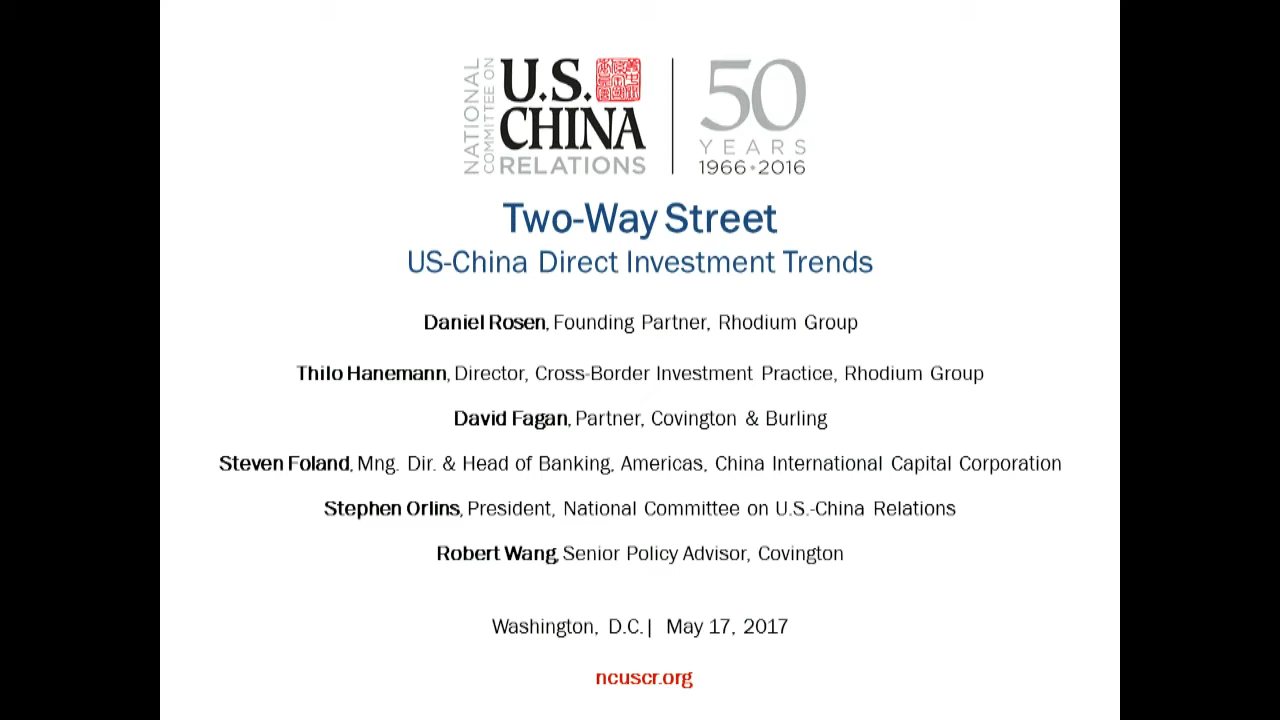 NATIONAL
COMMITTEE ON
U.S.
CHINA
RELATIONS
50
YEARS
1966•2016
Two-Way Street
US-China Direct Investment Trends
Daniel Rosen, Founding Partner, Rhodium Group
Thilo Hanemann, Director, Cross-Border Investment Practice, Rhodium Group
David Fagan, Partner, Covington & Burling
Steven Foland, Mng. Dir. & Head of Banking, Americas, China International Capital Corporation
Stephen Orlins, President, National Committee on U.S.-China Relations
Robert Wang, Senior Policy Advisor, Covington
Washington, D.C.| May 17, 2017
ncuscr.org